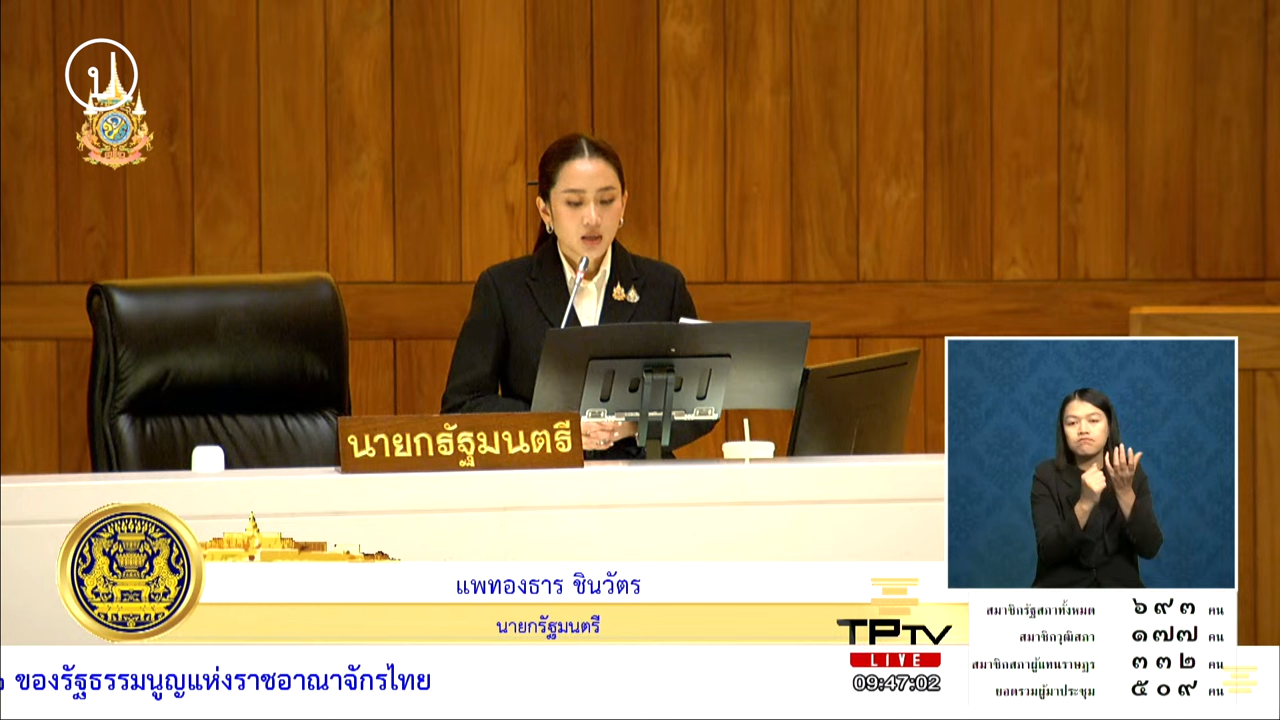 น
๗๒
นายกรัฐมนตรี
แพทองธาร ชินวัตร
นายกรัฐมนตรี
TPTV
LIVE
09:47:02
สมาชิกรัฐสภาทั้งหมด ๖๙๓ คน
สมาชิกวุฒิสภา ๑๗๗ คน
สมาชิกสภาผู้แทนราษฎร ๓๓๒ คน
ยอดรวมผู้มาประชุม ๕๐๙ คน
ของรัฐธรรมนูญแห่งราชอาณาจักรไทย